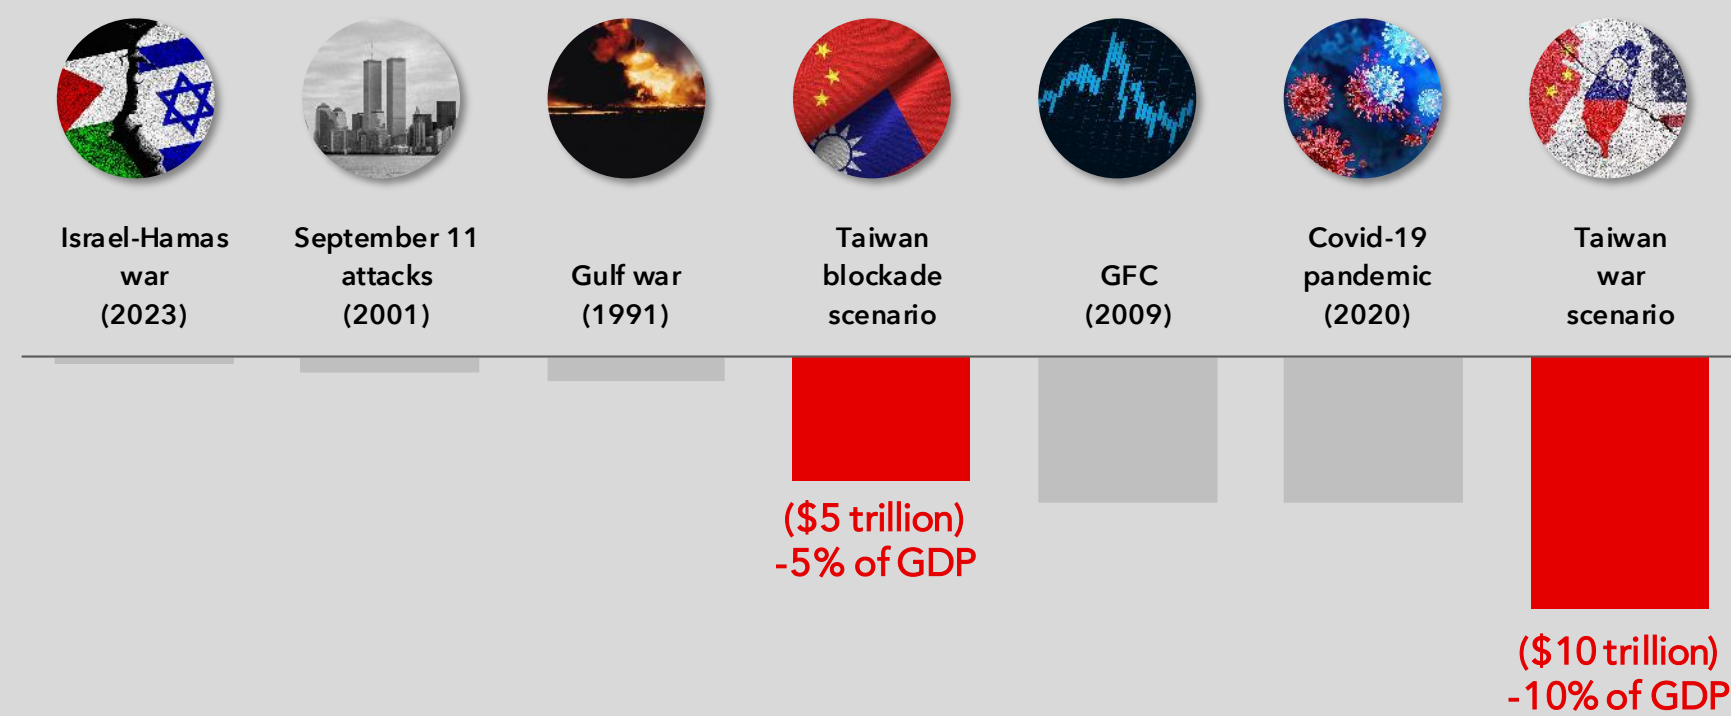 Israel-Hamas
war
(2023)
September 11
attacks
(2001)
Gulf war
(1991)
Taiwan
blockade
scenario
GFC
(2009)
Covid-19
pandemic
(2020)
Taiwan
war
scenario
($5 trillion)
-5% of GDP
($10 trillion)
-10% of GDP